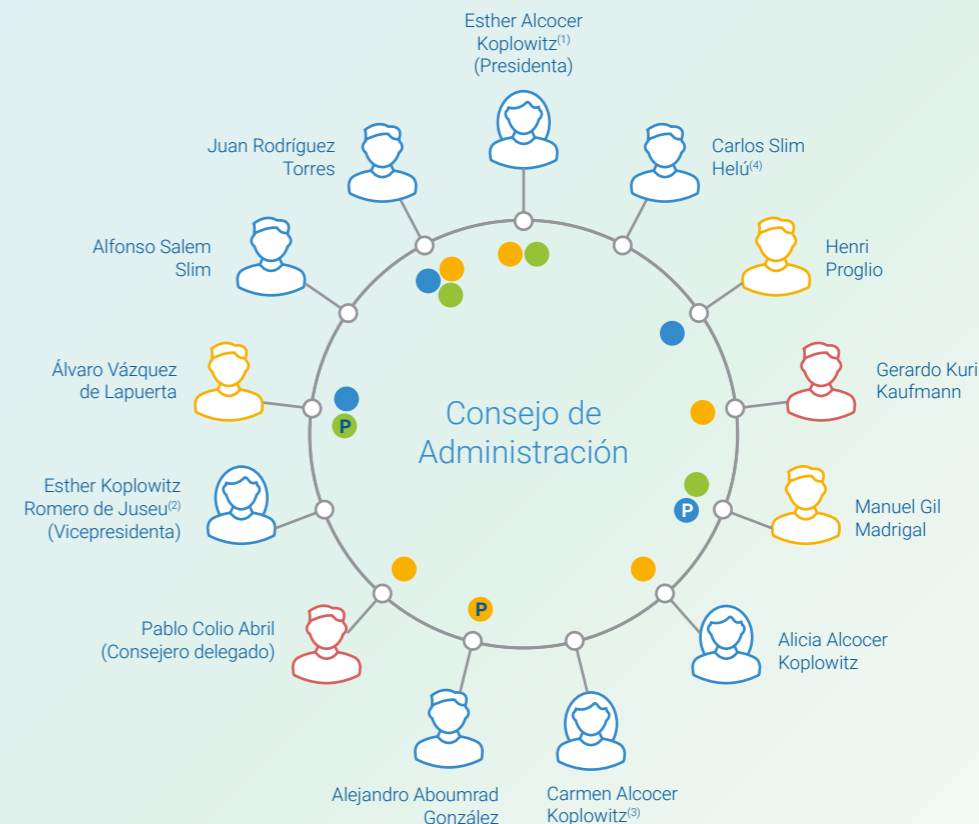 Esther Alcocer
Koplowitz(1)
(Presidenta)
Juan Rodríguez
Torres
Carlos Slim
Helú(4)
Alfonso Salem
Slim
Henri
Proglio
Álvaro Vázquez
de Lapuerta
Gerardo Kuri
Kaufmann
P
Consejo de
Administración
Esther Koplowitz
Romero de Juseu(2)
(Vicepresidenta)
P
Manuel Gil
Madrigal
P
Pablo Colio Abril
(Consejero delegado)
Alicia Alcocer
Koplowitz
Alejandro Aboumrad
González
Carmen Alcocer
Koplowitz(3)